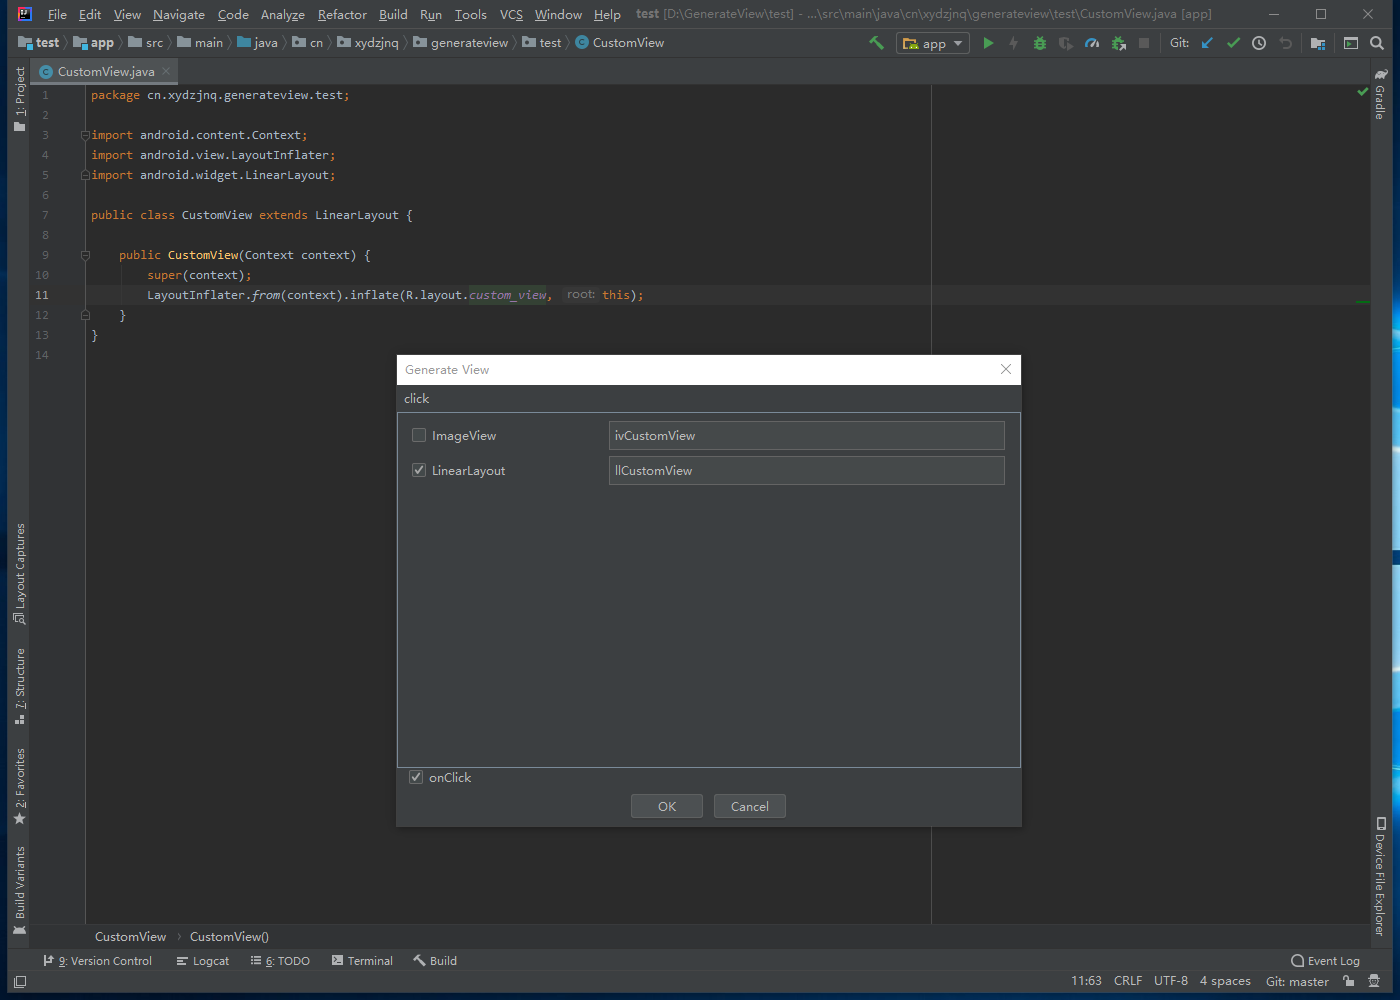 File Edit View Navigate Code Analyze Refactor Build Run Tools VCS Window Help test [D:\GenerateView\test] - ...\src\main\java\cn\xydzjnq\generateview\test\CustomView.java [app]
test app src main java cn xydzjnq generateview test CustomView app Git:
CustomView.java
1 package cn.xydzjnq.generateview.test;
2
3 import android.content.Context;
4 import android.view.LayoutInflater;
5 import android.widget.LinearLayout;
6
7 public class CustomView extends LinearLayout {
8
9 public CustomView(Context context) {
10 super(context);
11 LayoutInflater.from(context).inflate(R.layout.custom_view, root: this);
12 }
13 }
14
1: Project
Layout Captures
7: Structure
2: Favorites
Build Variants
Gradle
Device File Explorer
Generate View
click
ImageView ivCustomView
LinearLayout llCustomView
onClick
OK Cancel
CustomView CustomView()
9: Version Control Logcat 6: TODO Terminal Build Event Log
11:63 CRLF UTF-8 4 spaces Git: master